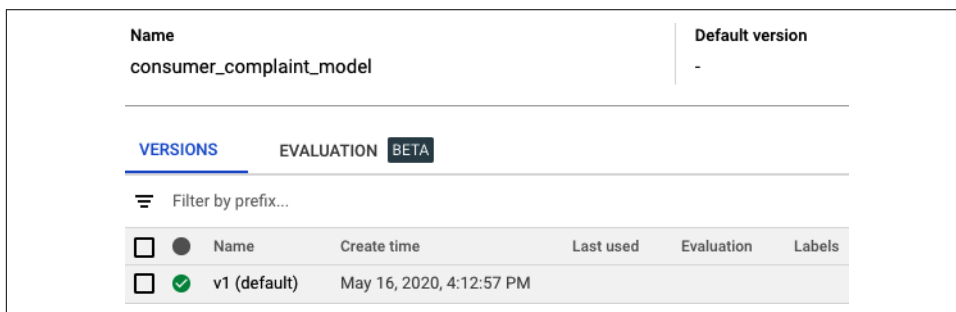 Name
Default version
consumer_complaint_model
-
VERSIONS EVALUATION BETA
Filter by prefix...
Name Create time Last used Evaluation Labels
v1 (default) May 16, 2020, 4:12:57 PM